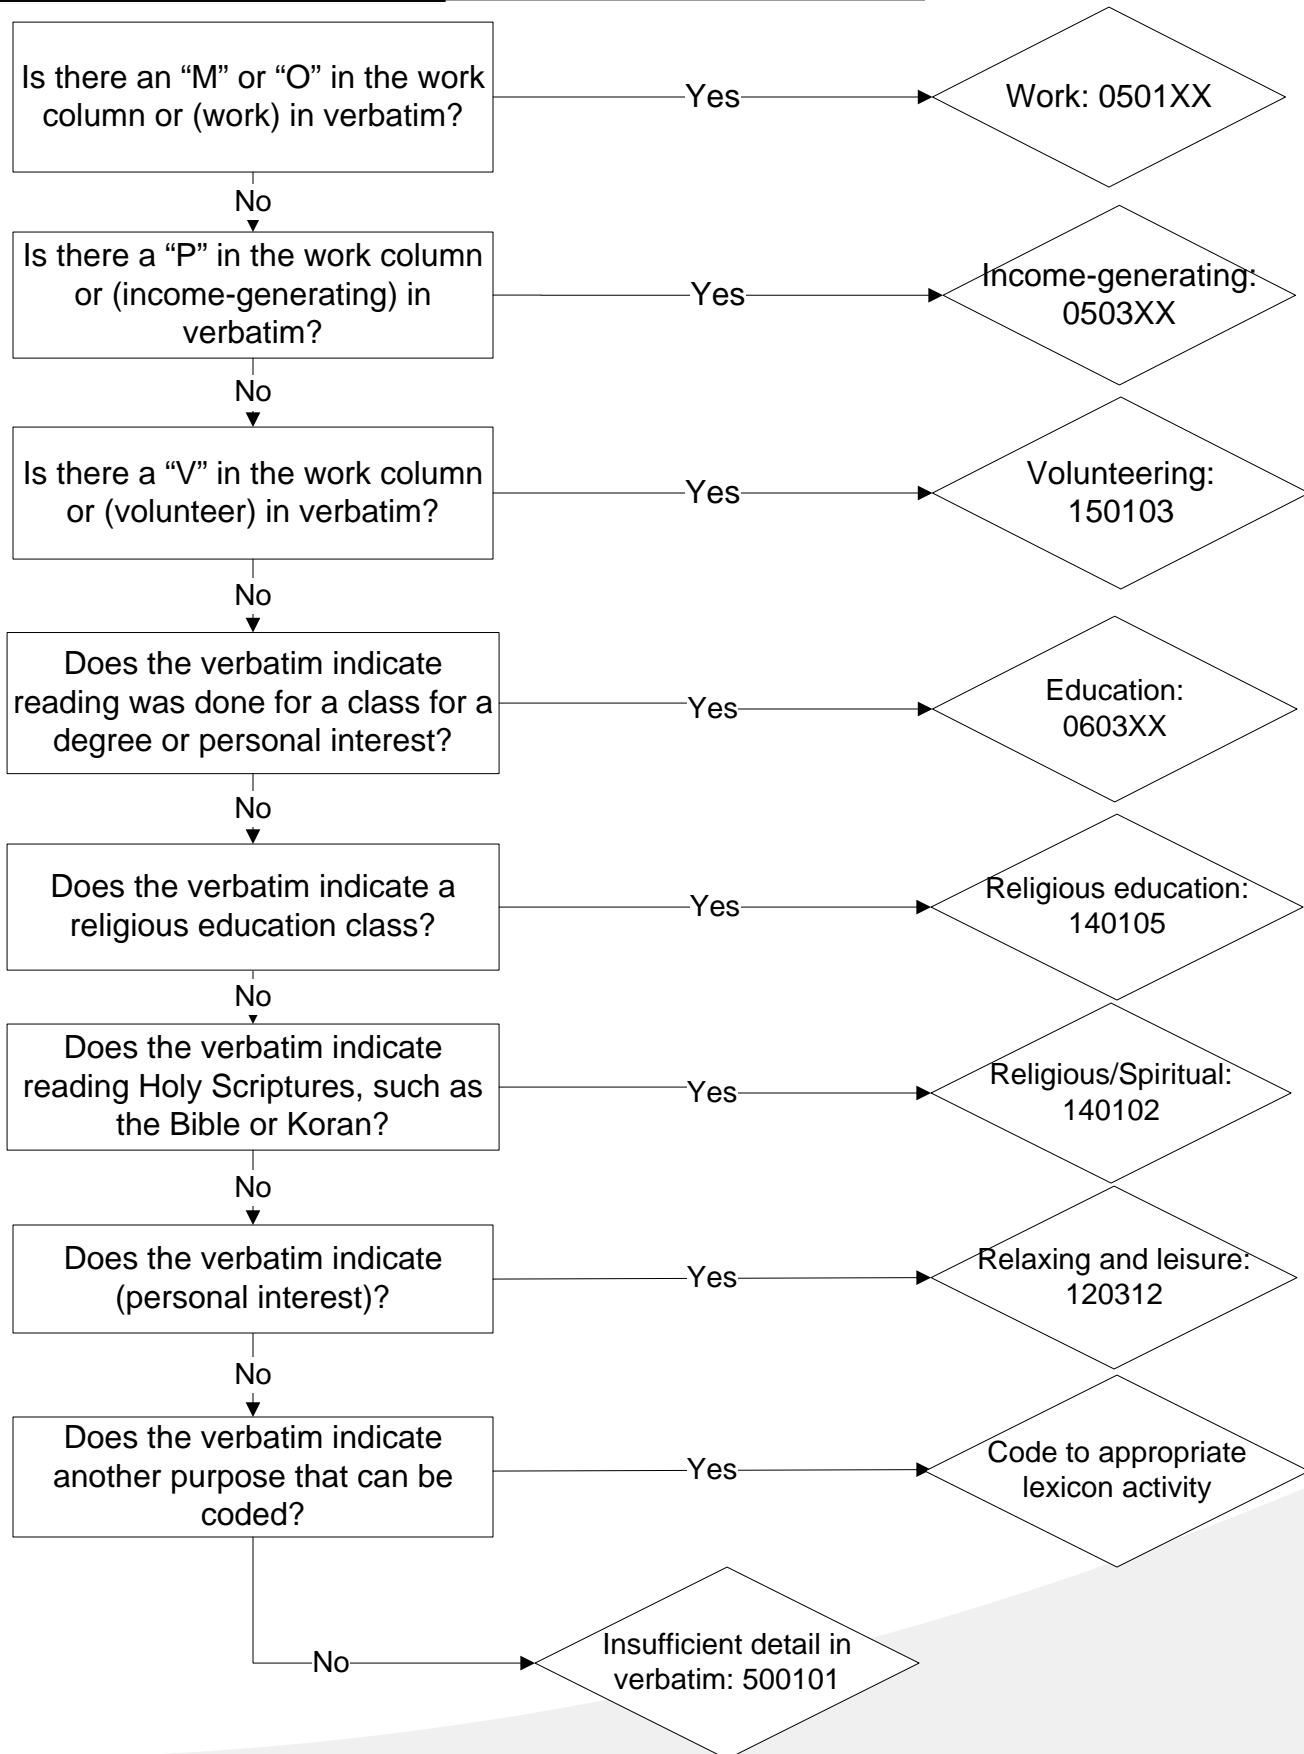 Is there an “M” or “O” in the work
column or (work) in verbatim?
Yes
Work: 0501XX
No
Is there a “P” in the work column
or (income-generating) in
verbatim?
Yes
Income-generating:
0503XX
No
Is there a “V” in the work column
or (volunteer) in verbatim?
Yes
Volunteering:
150103
No
Does the verbatim indicate
reading was done for a class for a
degree or personal interest?
Yes
Education:
0603XX
No
Does the verbatim indicate a
religious education class?
Yes
Religious education:
140105
No
Does the verbatim indicate
reading Holy Scriptures, such as
the Bible or Koran?
Yes
Religious/Spiritual:
140102
No
Does the verbatim indicate
(personal interest)?
Yes
Relaxing and leisure:
120312
No
Does the verbatim indicate
another purpose that can be
coded?
Yes
Code to appropriate
lexicon activity
No
Insufficient detail in
verbatim: 500101